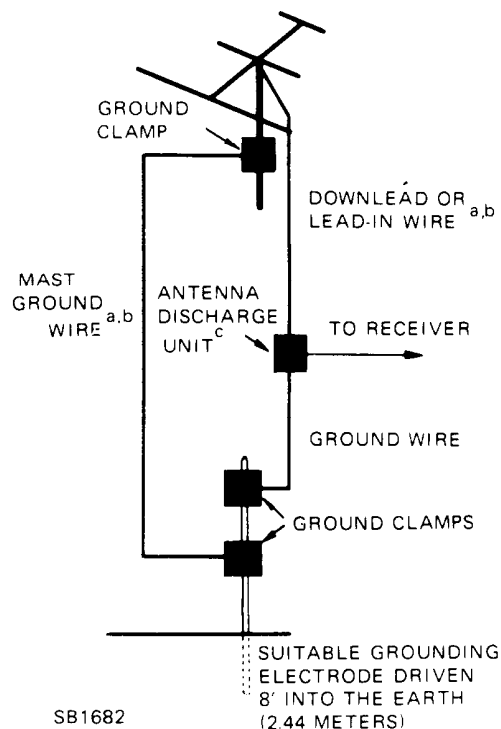 GROUND
CLAMP
DOWNLEAD OR
LEAD-IN WIRE a,b
MAST
GROUND
WIRE a,b
ANTENNA
DISCHARGE
UNIT c
TO RECEIVER
GROUND WIRE
GROUND CLAMPS
SUITABLE GROUNDING
ELECTRODE DRIVEN
8' INTO THE EARTH
(2.44 METERS)
SB1682